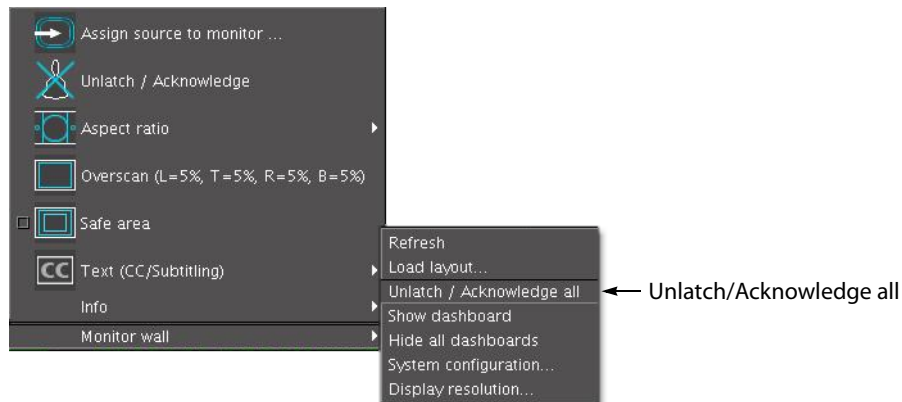 Assign source to monitor ...
Unlatch / Acknowledge
Aspect ratio
Overscan (L=5%, T=5%, R=5%, B=5%)
Safe area
CC Text (CC/Subtitling)
Info
Monitor wall
Refresh
Load layout...
Unlatch / Acknowledge all
Show dashboard
Hide all dashboards
System configuration...
Display resolution...
Unlatch/Acknowledge all